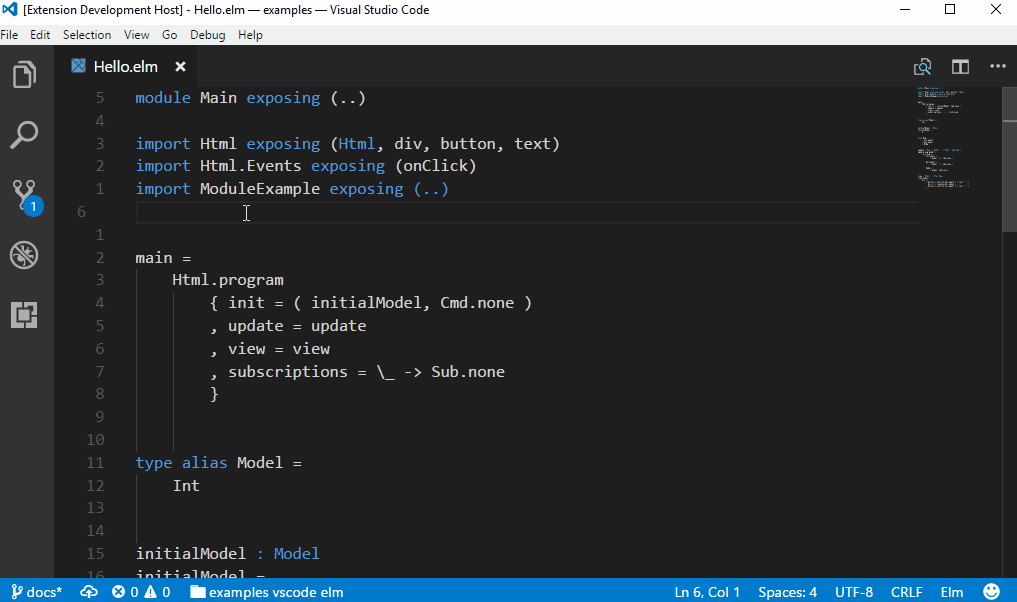 [Extension Development Host] - Hello.elm — examples — Visual Studio Code
File Edit Selection View Go Debug Help
Hello.elm
5 module Main exposing (..)
4
3 import Html exposing (Html, div, button, text)
2 import Html.Events exposing (onClick)
1 import ModuleExample exposing (..)
6
1
2 main =
3 Html.program
4 { init = ( initialModel, Cmd.none )
5 , update = update
6 , view = view
7 , subscriptions = \_ -> Sub.none
8 }
9
10
11 type alias Model =
12 Int
13
14
15 initialModel : Model
16 initialModel =
1
docs* 0 0 examples vscode elm Ln 6, Col 1 Spaces: 4 UTF-8 CRLF Elm